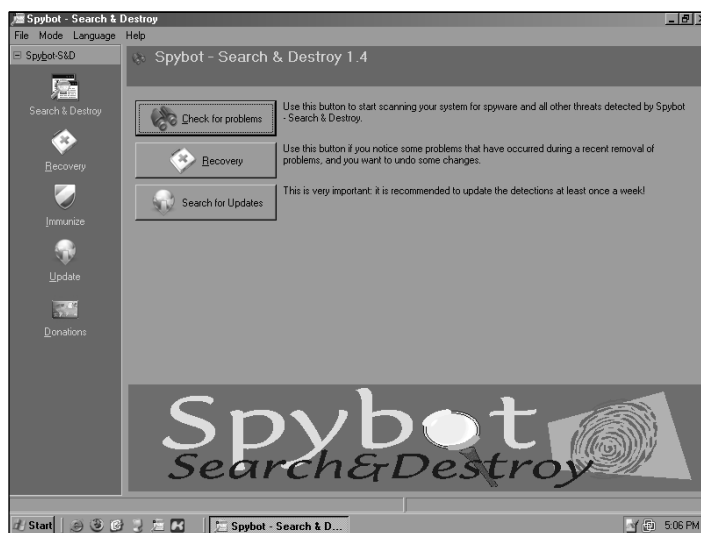 Spybot - Search & Destroy
File Mode Language Help
Spybot-S&D
Search & Destroy
Recovery
Immunize
Update
Donations
Spybot - Search & Destroy 1.4
Check for problems
Use this button to start scanning your system for spyware and all other threats detected by Spybot
- Search & Destroy.
Recovery
Use this button if you notice some problems that have occurred during a recent removal of
problems, and you want to undo some changes.
Search for Updates
This is very important: it is recommended to update the detections at least once a week!
Spybot
Search&Destroy
Start
Spybot - Search & D...
5:06 PM